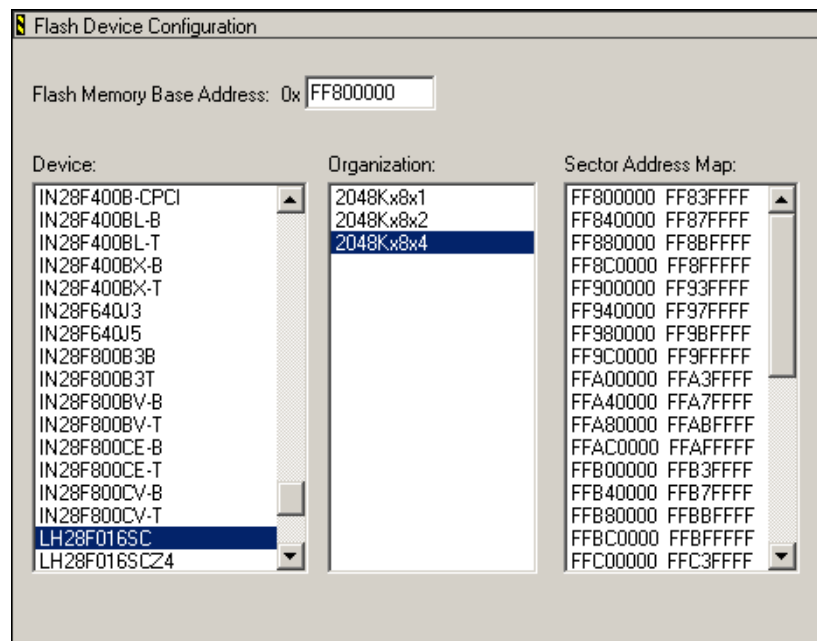 Flash Device Configuration
Flash Memory Base Address: 0x FF800000
Device:
IN28F400B-CPCI
IN28F400BL-B
IN28F400BL-T
IN28F400BX-B
IN28F400BX-T
IN28F640J3
IN28F640J5
IN28F800B3B
IN28F800B3T
IN28F800BV-B
IN28F800BV-T
IN28F800CE-B
IN28F800CE-T
IN28F800CV-B
IN28F800CV-T
LH28F016SC
LH28F016SCZ4
Organization:
2048Kx8x1
2048Kx8x2
2048Kx8x4
Sector Address Map:
FF800000 FF83FFFF
FF840000 FF87FFFF
FF880000 FF8BFFFF
FF8C0000 FF8FFFFF
FF900000 FF93FFFF
FF940000 FF97FFFF
FF980000 FF9BFFFF
FF9C0000 FF9FFFFF
FFA00000 FFA3FFFF
FFA40000 FFA7FFFF
FFA80000 FFABFFFF
FFAC0000 FFAFFFFF
FFB00000 FFB3FFFF
FFB40000 FFB7FFFF
FFB80000 FFBBFFFF
FFBC0000 FFBFFFFF
FFC00000 FFC3FFFF